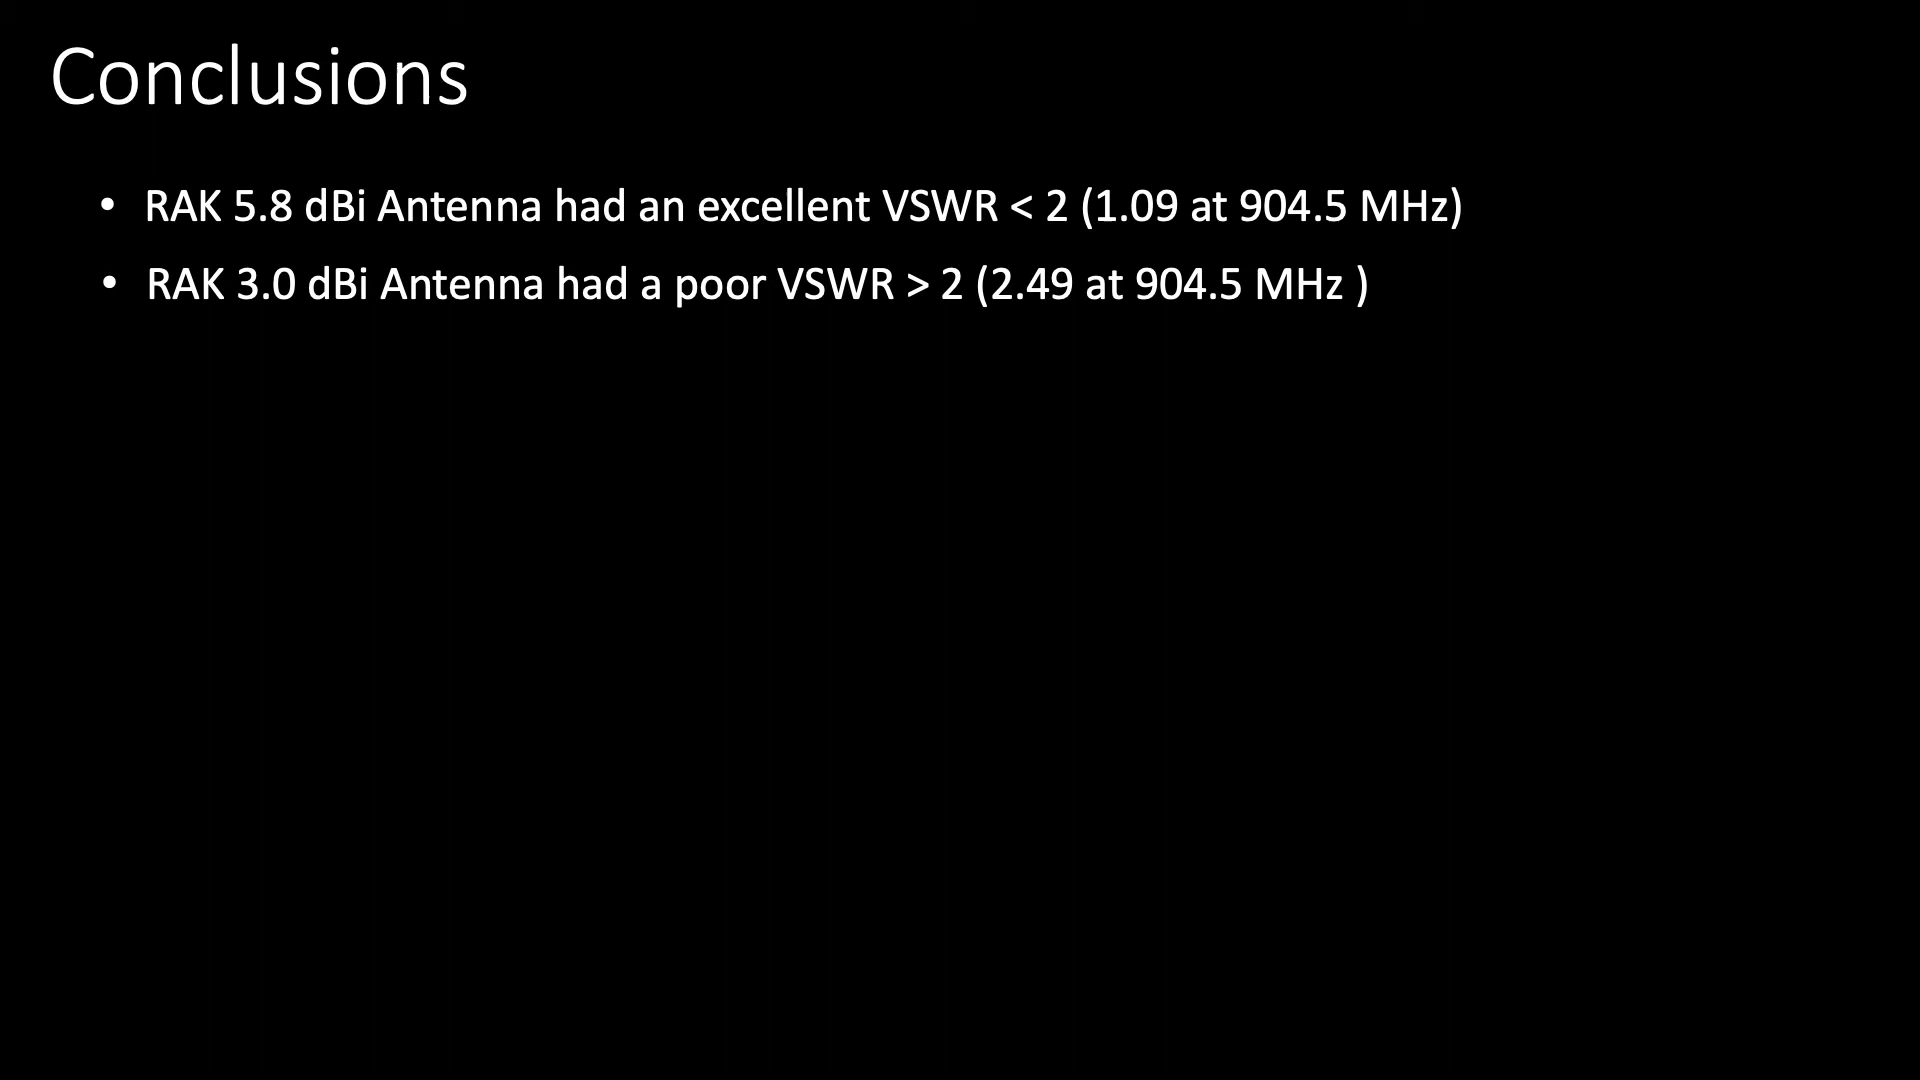 Conclusions
• RAK 5.8 dBi Antenna had an excellent VSWR < 2 (1.09 at 904.5 MHz)
• RAK 3.0 dBi Antenna had a poor VSWR > 2 (2.49 at 904.5 MHz )